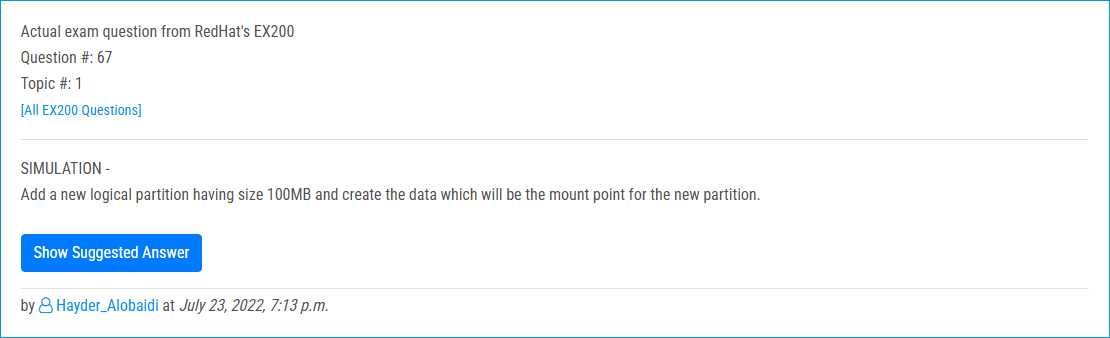 Actual exam question from RedHat's EX200
Question #: 67
Topic #: 1
[All EX200 Questions]
SIMULATION -
Add a new logical partition having size 100MB and create the data which will be the mount point for the new partition.
Show Suggested Answer
by Hayder_Alobaidi at July 23, 2022, 7:13 p.m.